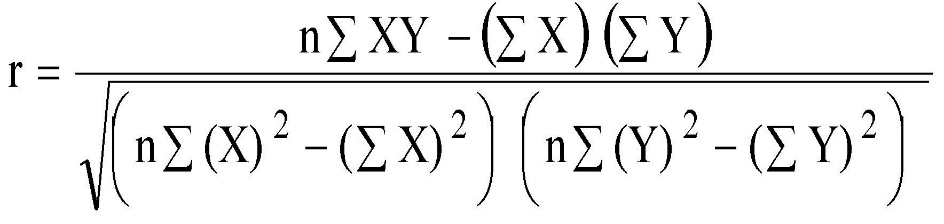 r = n∑ XY – (∑ X) (∑ Y)
√ (n∑ (X)² – (∑ X)²) (n∑ (Y)² – (∑ Y)²)